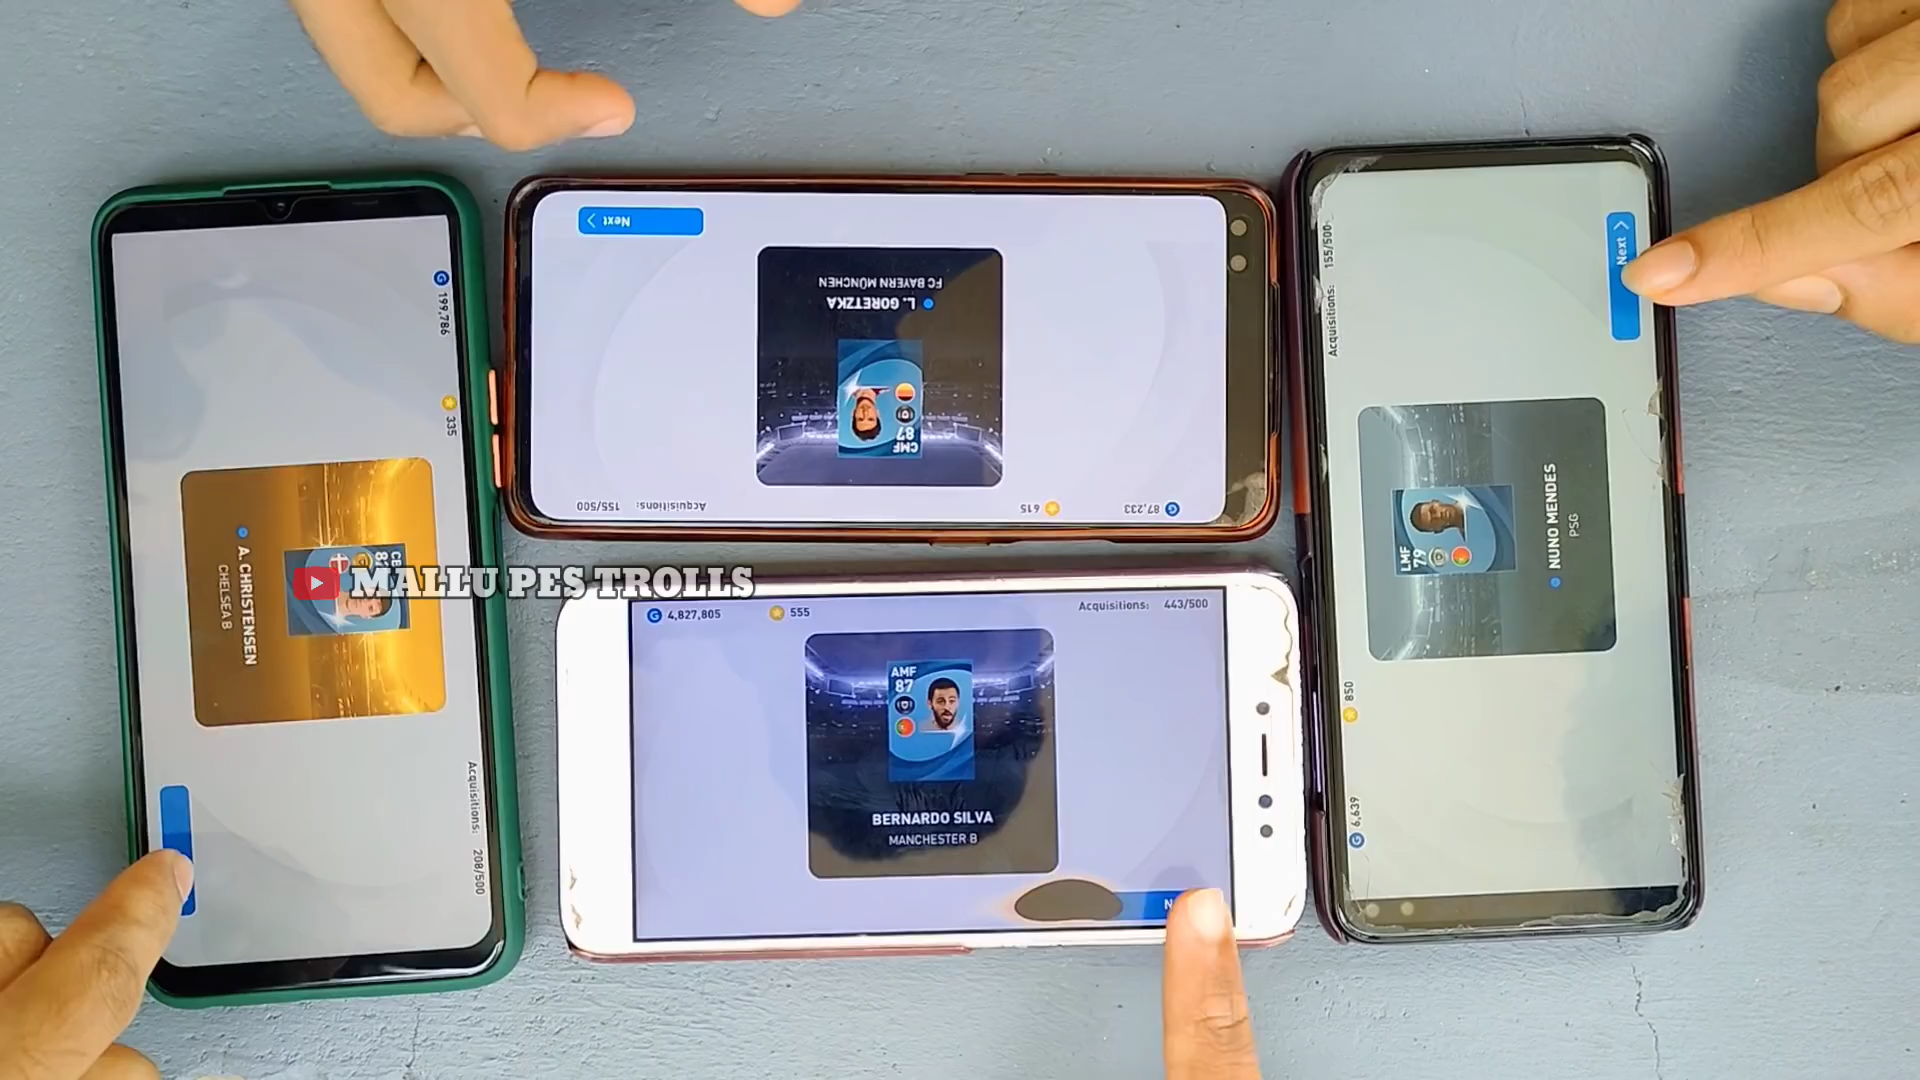 G 199,786
335
Acquisitions: 208/500
A. CHRISTENSEN
CHELSEA B
CB
MALLU PES TROLLS
Next
L. GORETZKA
FC BAYERN MÜNCHEN
CMF
87
Acquisitions: 155/500
615
G 87,233
G 4,827,805
555
Acquisitions: 443/500
AMF
87
BERNARDO SILVA
MANCHESTER B
Acquisitions: 155/500
Next
LMF
79
NUNO MENDES
PSG
850
G 6,639